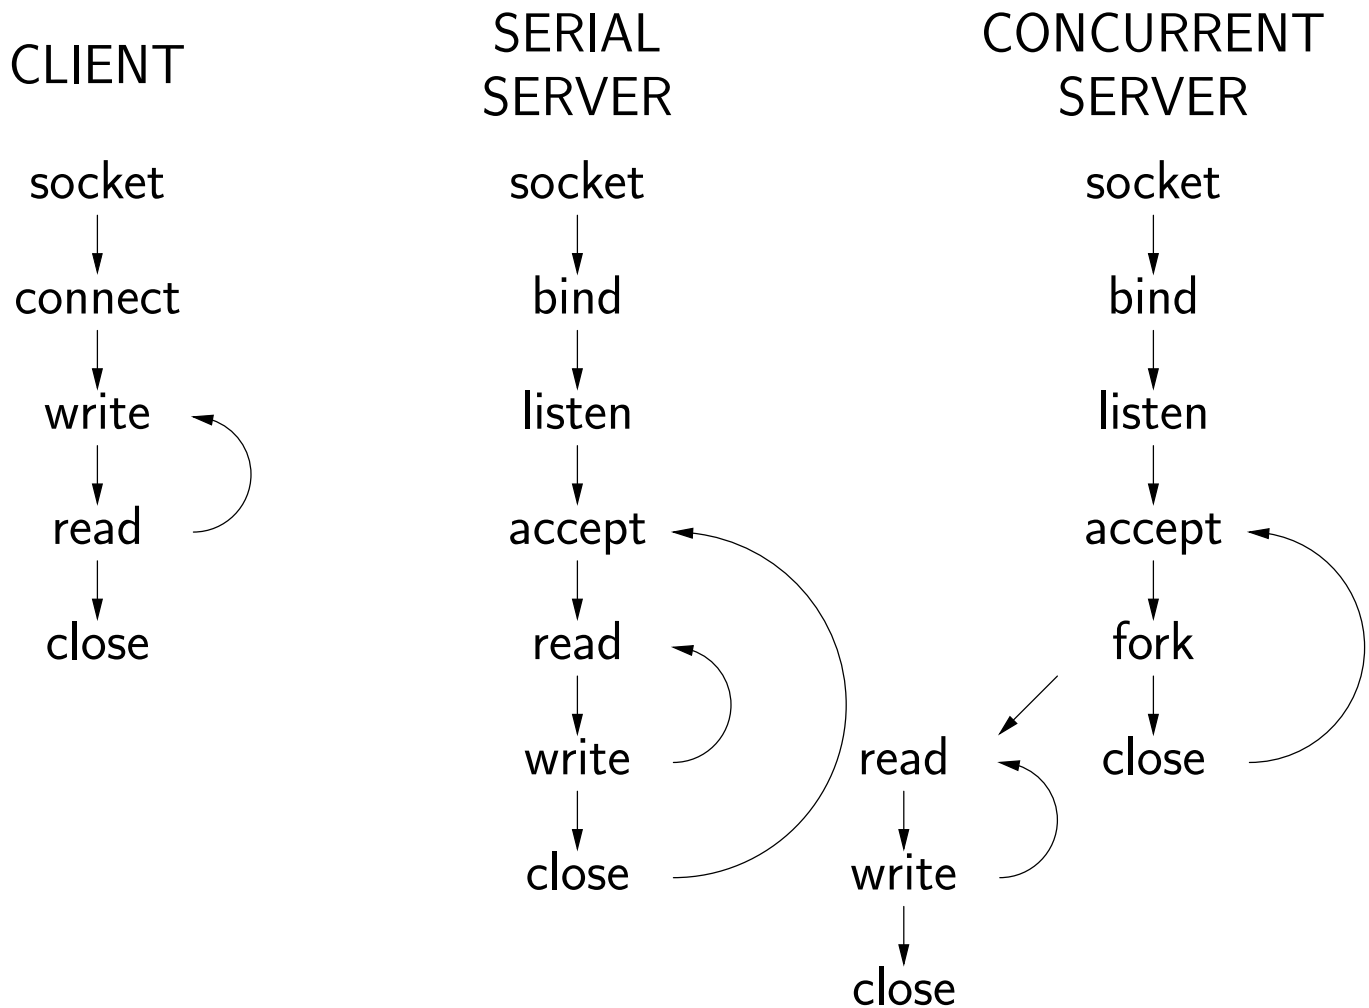 CLIENT
socket
connect
write
read
close
SERIAL
SERVER
socket
bind
listen
accept
read
write
close
CONCURRENT
SERVER
socket
bind
listen
accept
fork
close
read
write
close